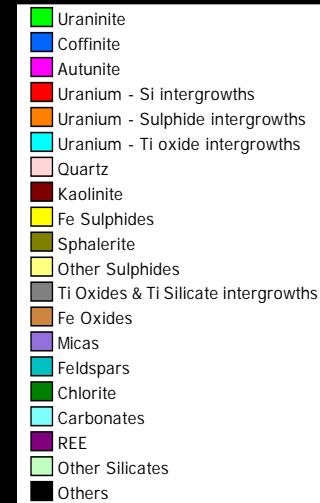 Uraninite
Coffinite
Autunite
Uranium - Si intergrowths
Uranium - Sulphide intergrowths
Uranium - Ti oxide intergrowths
Quartz
Kaolinite
Fe Sulphides
Sphalerite
Other Sulphides
Ti Oxides & Ti Silicate intergrowths
Fe Oxides
Micas
Feldspars
Chlorite
Carbonates
REE
Other Silicates
Others